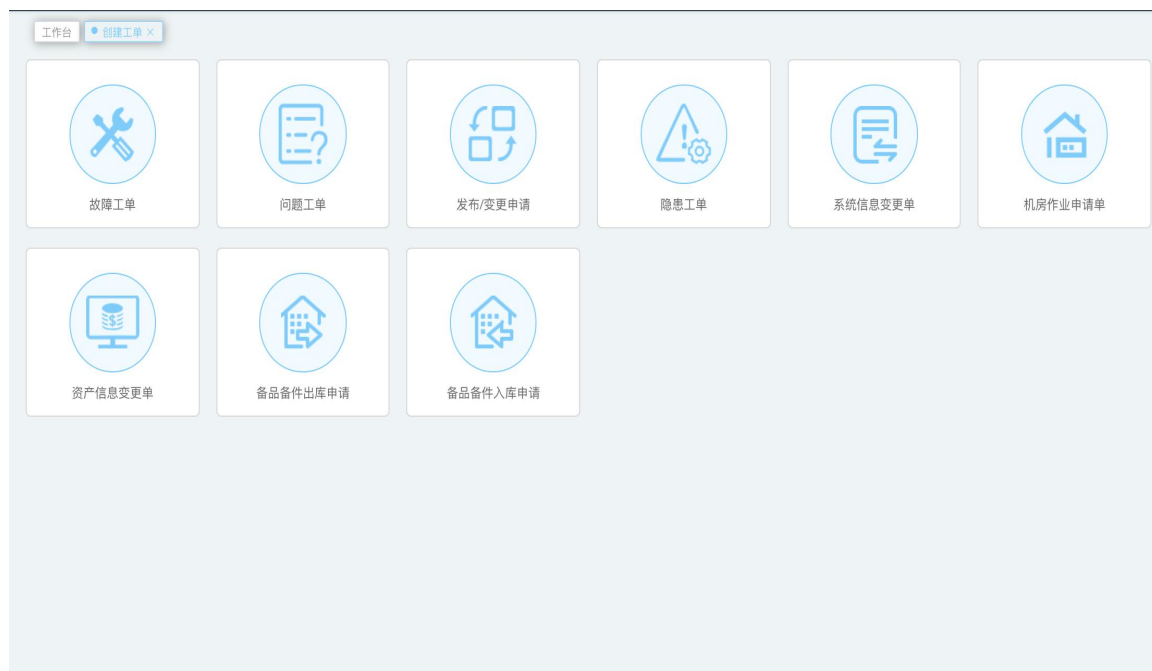 工作台 创建工单 ×
故障工单 问题工单 发布/变更申请 隐患工单 系统信息变更单 机房作业申请单
资产信息变更单 备品备件出库申请 备品备件入库申请